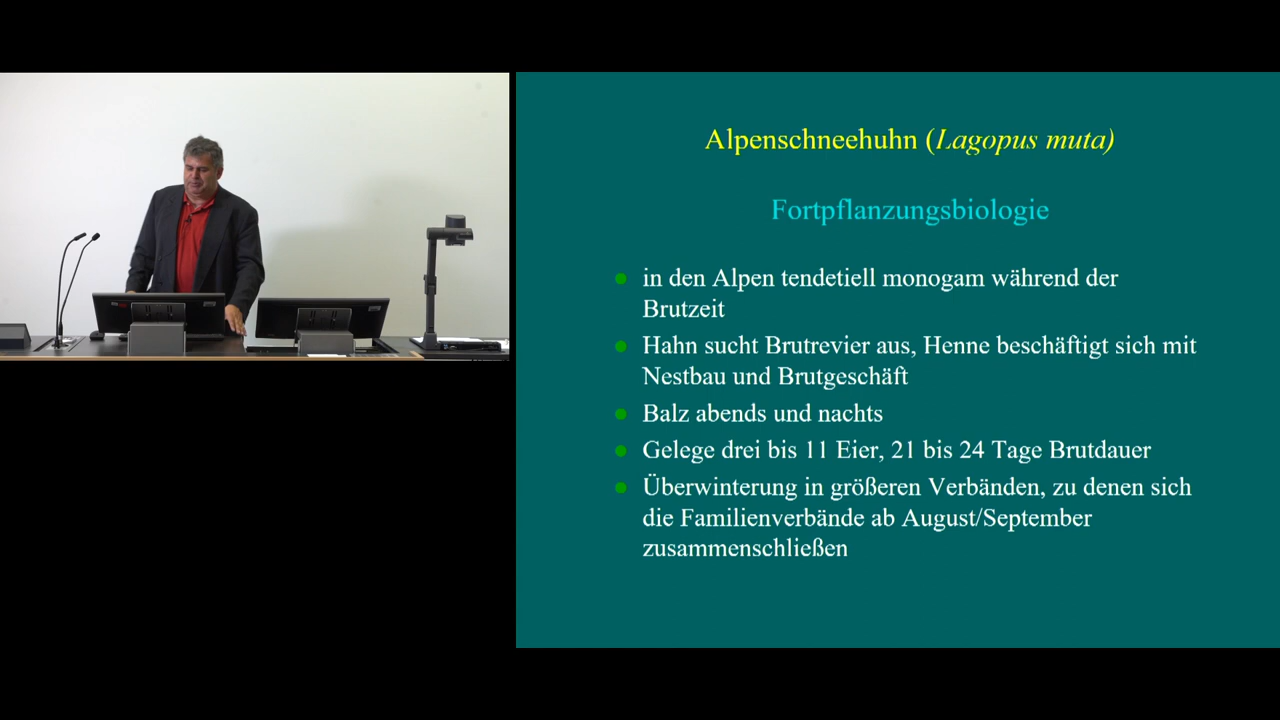 Alpenschneehuhn (Lagopus muta)
Fortpflanzungsbiologie
in den Alpen tendetiell monogam während der
Brutzeit
Hahn sucht Brutrevier aus, Henne beschäftigt sich mit
Nestbau und Brutgeschäft
Balz abends und nachts
Gelege drei bis 11 Eier, 21 bis 24 Tage Brutdauer
Überwinterung in größeren Verbänden, zu denen sich
die Familienverbände ab August/September
zusammenschließen